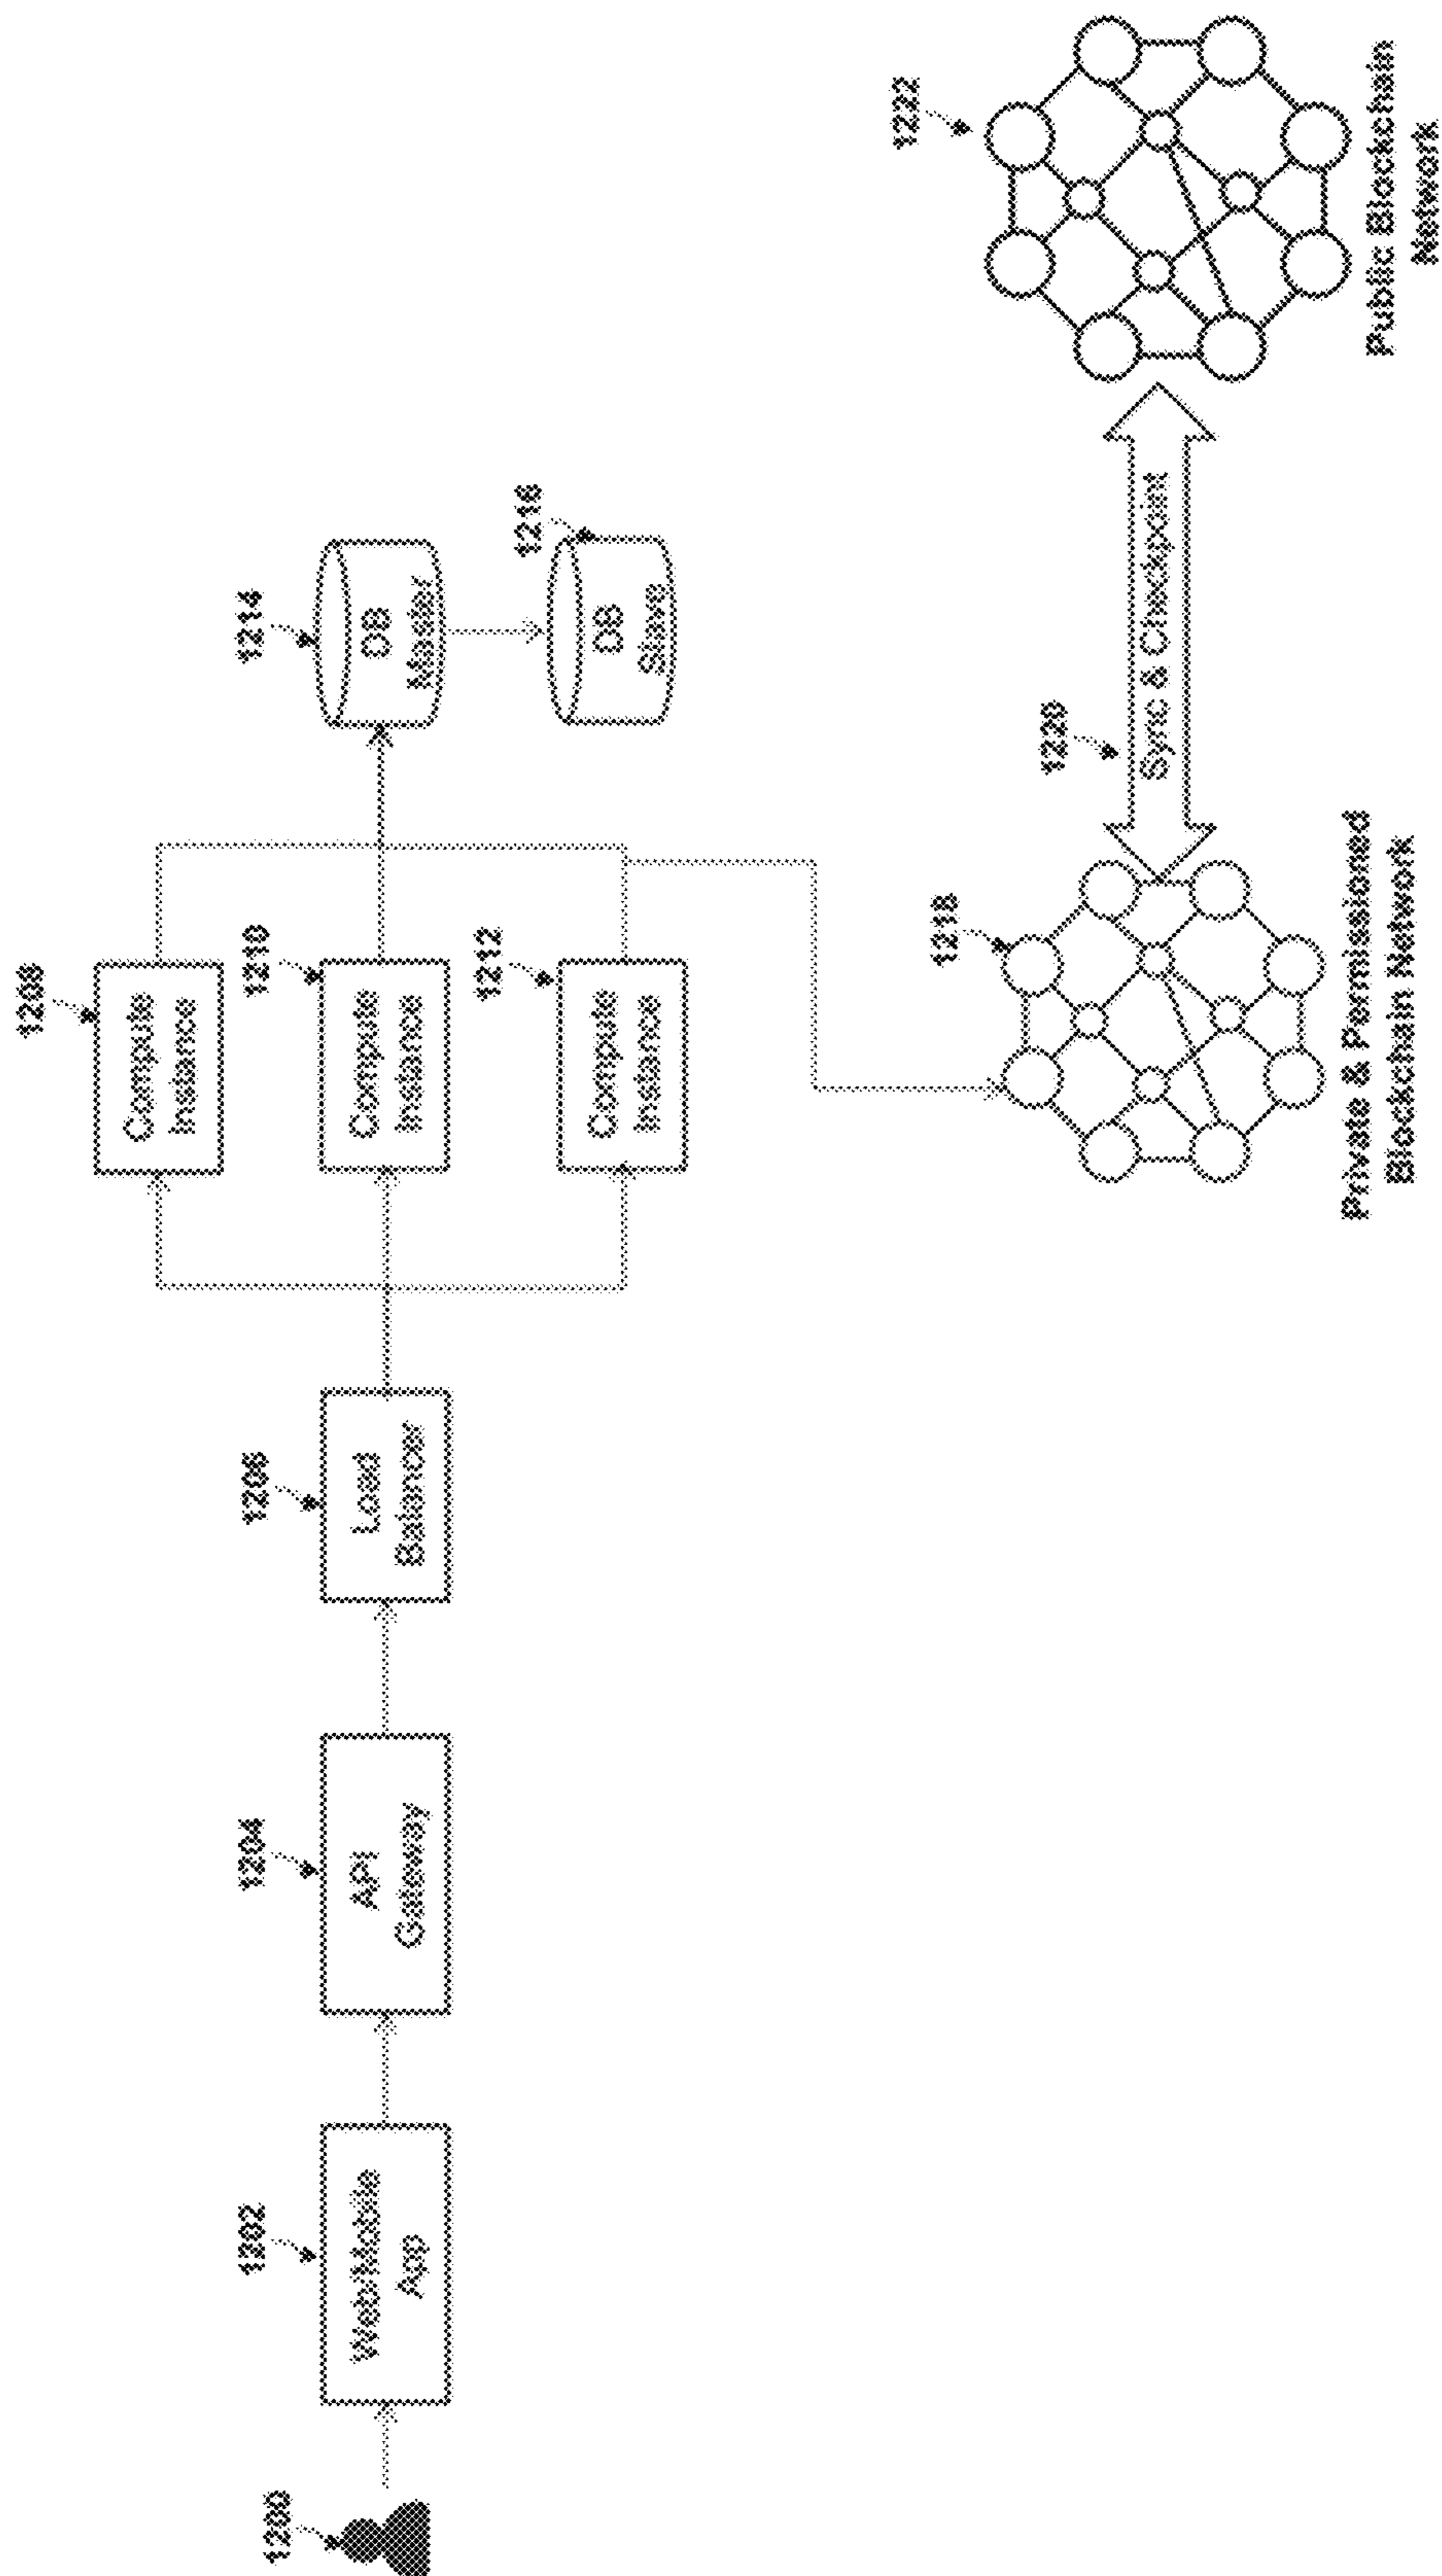 1200
1202
Web/Mobile
App
1204
API
Gateway
1206
Load
Balancer
1208
Compute
Instance
1210
Compute
Instance
1212
Compute
Instance
1214
DB
Master
1216
DB
Slave
1218
Private & Permissioned
Blockchain Network
1220
Sync & Checkpoint
1222
Public Blockchain
Network